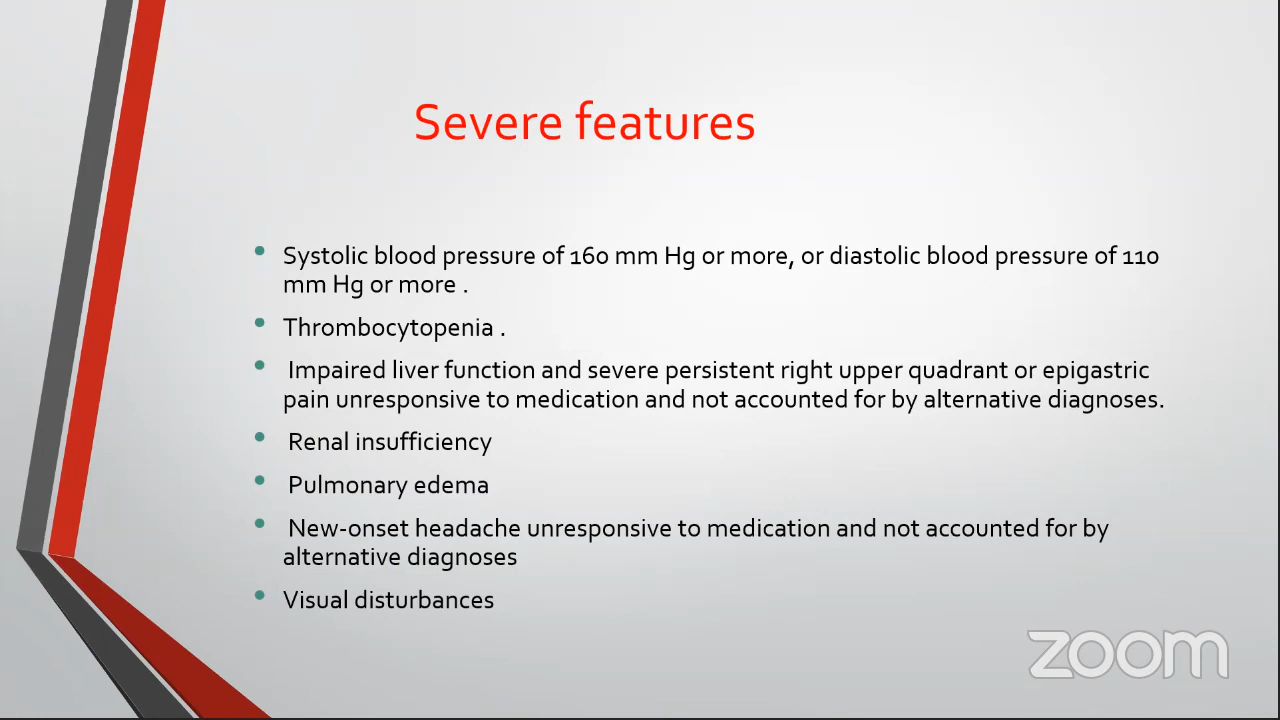 Severe features
• Systolic blood pressure of 160 mm Hg or more, or diastolic blood pressure of 110
mm Hg or more .
• Thrombocytopenia .
• Impaired liver function and severe persistent right upper quadrant or epigastric
pain unresponsive to medication and not accounted for by alternative diagnoses.
• Renal insufficiency
• Pulmonary edema
• New-onset headache unresponsive to medication and not accounted for by
alternative diagnoses
• Visual disturbances
zoom